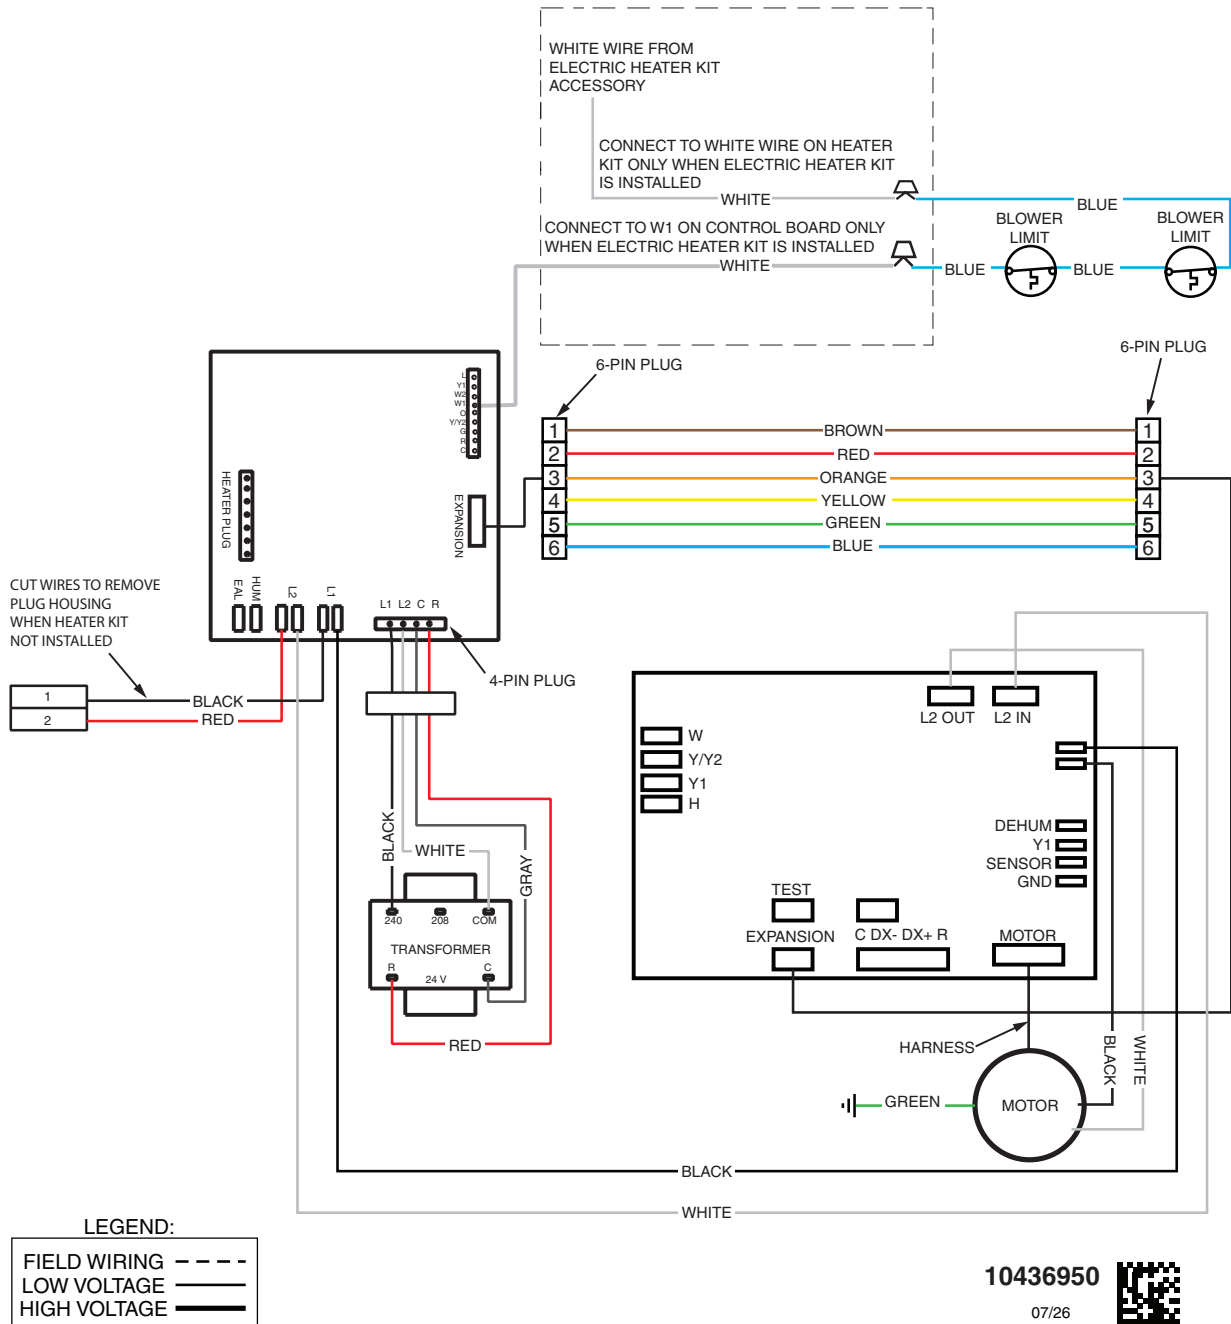 WHITE WIRE FROM
ELECTRIC HEATER KIT
ACCESSORY
CONNECT TO WHITE WIRE ON HEATER
KIT ONLY WHEN ELECTRIC HEATER KIT
IS INSTALLED
WHITE
BLUE
CONNECT TO W1 ON CONTROL BOARD ONLY
WHEN ELECTRIC HEATER KIT IS INSTALLED
WHITE
BLOWER
LIMIT
BLOWER
LIMIT
BLUE
BLUE
6-PIN PLUG
6-PIN PLUG
L
Y1
W2
W1
O
Y/Y2
G
R
C
HEATER PLUG
EXPANSION
1 BROWN 1
2 RED 2
3 ORANGE 3
4 YELLOW 4
5 GREEN 5
6 BLUE 6
CUT WIRES TO REMOVE
PLUG HOUSING
WHEN HEATER KIT
NOT INSTALLED
EAL
HUM
L2
L1
L1 L2 C R
4-PIN PLUG
1 BLACK
2 RED
BLACK
WHITE
GRAY
240 208 COM
TRANSFORMER
R 24 V C
RED
L2 OUT L2 IN
W
Y/Y2
Y1
H
DEHUM
Y1
SENSOR
GND
TEST
EXPANSION
C DX- DX+ R
MOTOR
HARNESS
BLACK
WHITE
GREEN
MOTOR
BLACK
WHITE
LEGEND:
FIELD WIRING
LOW VOLTAGE
HIGH VOLTAGE
10436950
07/26